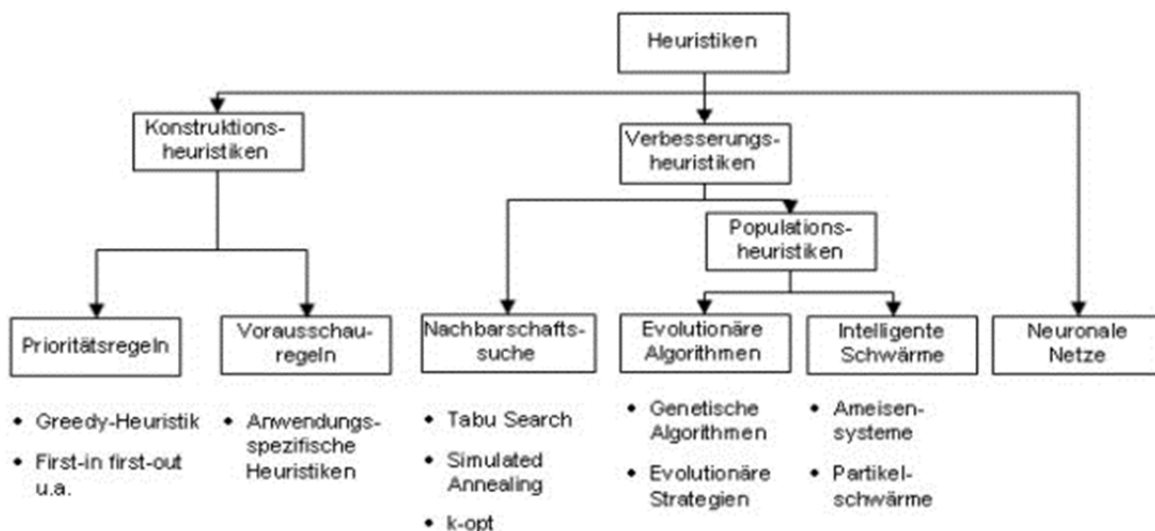 Heuristiken
Konstruktions-
heuristiken
Verbesserungs-
heuristiken
Populations-
heuristiken
Prioritätsregeln
Vorausschau-
regeln
Nachbarschafts-
suche
Evolutionäre
Algorithmen
Intelligente
Schwärme
Neuronale
Netze
• Greedy-Heuristik
• First-in first-out
u.a.
• Anwendungs-
spezifische
Heuristiken
• Tabu Search
• Simulated
Annealing
• k-opt
• Genetische
Algorithmen
• Evolutionäre
Strategien
• Ameisen-
systeme
• Partikel-
schwärme